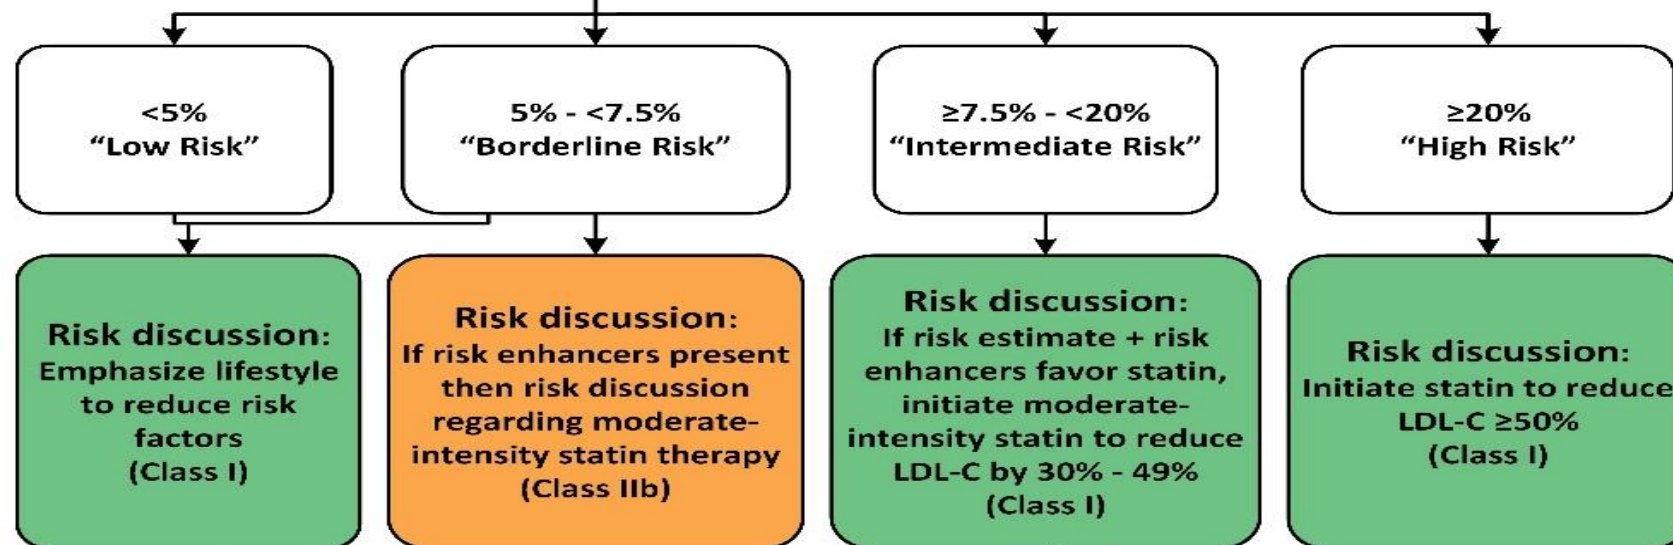 <5%
“Low Risk”
5% - <7.5%
“Borderline Risk”
≥7.5% - <20%
“Intermediate Risk”
≥20%
“High Risk”
Risk discussion:
Emphasize lifestyle
to reduce risk
factors
(Class I)
Risk discussion:
If risk enhancers present
then risk discussion
regarding moderate-
intensity statin therapy
(Class IIb)
Risk discussion:
If risk estimate + risk
enhancers favor statin,
initiate moderate-
intensity statin to reduce
LDL-C by 30% - 49%
(Class I)
Risk discussion:
Initiate statin to reduce
LDL-C ≥50%
(Class I)